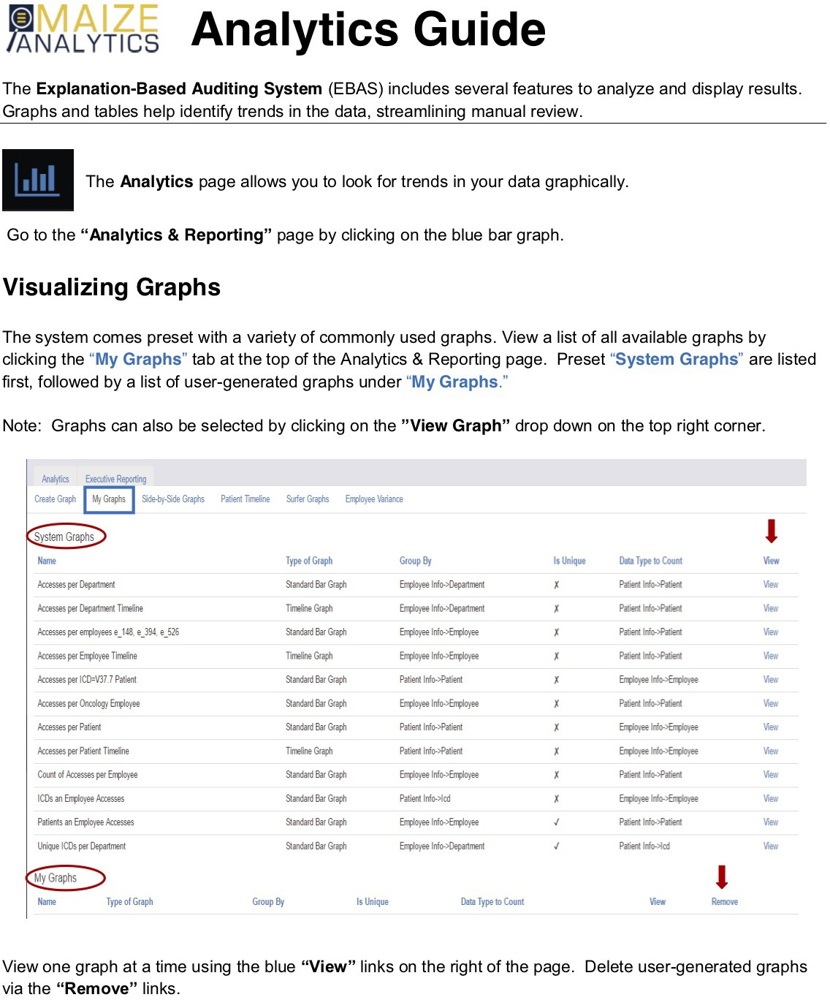 MAIZE
ANALYTICS
Analytics Guide
The Explanation-Based Auditing System (EBAS) includes several features to analyze and display results.
Graphs and tables help identify trends in the data, streamlining manual review.
The Analytics page allows you to look for trends in your data graphically.
Go to the “Analytics & Reporting” page by clicking on the blue bar graph.
Visualizing Graphs
The system comes preset with a variety of commonly used graphs. View a list of all available graphs by
clicking the “My Graphs” tab at the top of the Analytics & Reporting page.  Preset “System Graphs” are listed
first, followed by a list of user-generated graphs under “My Graphs.”
Note:  Graphs can also be selected by clicking on the ”View Graph” drop down on the top right corner.
Analytics Executive Reporting
Create Graph My Graphs Side-by-Side Graphs Patient Timeline Surfer Graphs Employee Variance
System Graphs
Name Type of Graph Group By Is Unique Data Type to Count View
Accesses per Department Standard Bar Graph Employee Info->Department ✗ Patient Info->Patient View
Accesses per Department Timeline Timeline Graph Employee Info->Department ✗ Patient Info->Patient View
Accesses per employees e_148, e_394, e_526 Standard Bar Graph Employee Info->Employee ✗ Patient Info->Patient View
Accesses per Employee Timeline Timeline Graph Employee Info->Employee ✗ Patient Info->Patient View
Accesses per ICD=V37.7 Patient Standard Bar Graph Patient Info->Patient ✗ Employee Info->Employee View
Accesses per Oncology Employee Standard Bar Graph Employee Info->Employee ✗ Patient Info->Patient View
Accesses per Patient Standard Bar Graph Patient Info->Patient ✗ Employee Info->Employee View
Accesses per Patient Timeline Timeline Graph Patient Info->Patient ✗ Employee Info->Employee View
Count of Accesses per Employee Standard Bar Graph Employee Info->Employee ✗ Patient Info->Patient View
ICDs an Employee Accesses Standard Bar Graph Patient Info->Icd ✗ Employee Info->Employee View
Patients an Employee Accesses Standard Bar Graph Employee Info->Employee ✓ Patient Info->Patient View
Unique ICDs per Department Standard Bar Graph Employee Info->Department ✓ Patient Info->Icd View
My Graphs
Name Type of Graph Group By Is Unique Data Type to Count View Remove
View one graph at a time using the blue “View” links on the right of the page.  Delete user-generated graphs
via the “Remove” links.